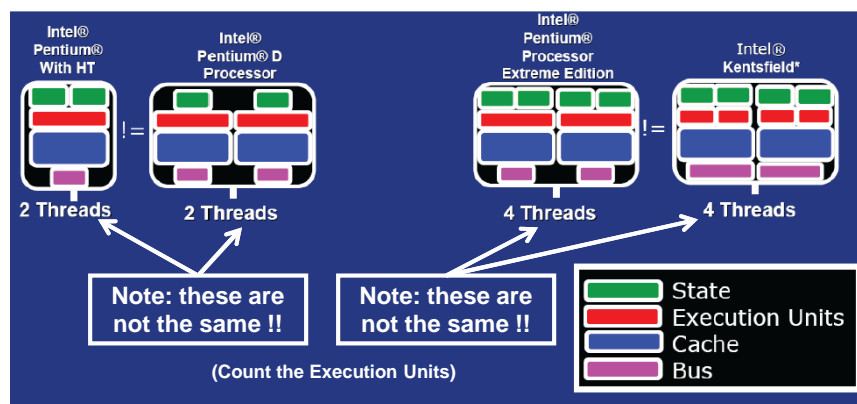 Intel®
Pentium®
With HT
Intel®
Pentium® D
Processor
Intel®
Pentium®
Processor
Extreme Edition
Intel®
Kentsfield*
!=
!=
2 Threads
2 Threads
4 Threads
4 Threads
Note: these are
not the same !!
Note: these are
not the same !!
(Count the Execution Units)
State
Execution Units
Cache
Bus